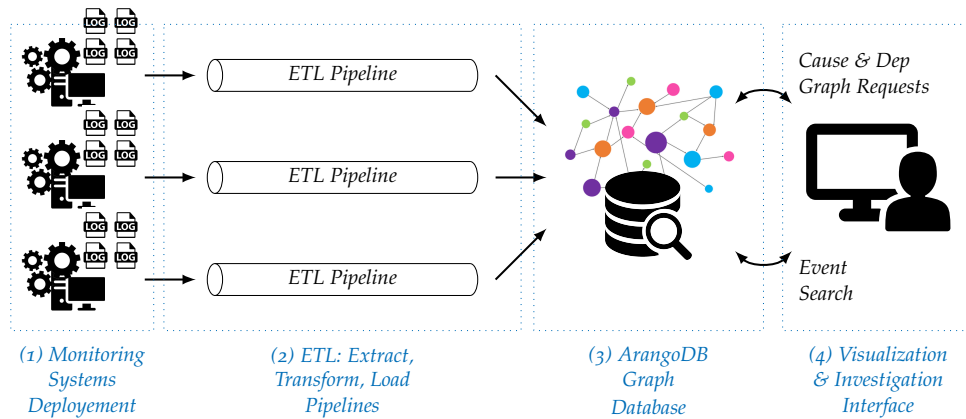 LOG LOG
LOG LOG
ETL Pipeline
LOG LOG
LOG LOG
ETL Pipeline
LOG LOG
LOG LOG
ETL Pipeline
Cause & Dep
Graph Requests
Event
Search
(1) Monitoring
Systems
Deployement
(2) ETL: Extract,
Transform, Load
Pipelines
(3) ArangoDB
Graph
Database
(4) Visualization
& Investigation
Interface